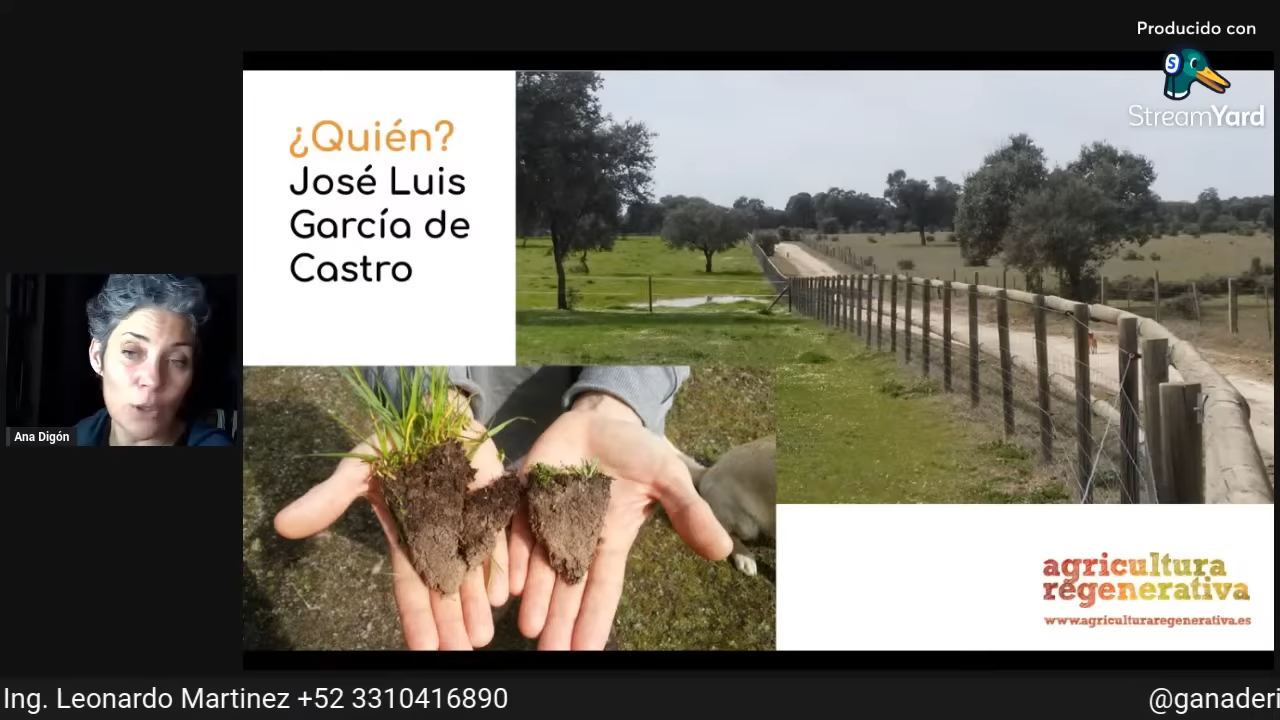 Producido con
StreamYard
¿Quién?
José Luis
García de
Castro
Ana Digón
agricultura
regenerativa
www.agriculturaregenerativa.es
Ing. Leonardo Martinez +52 3310416890
@ganaderi